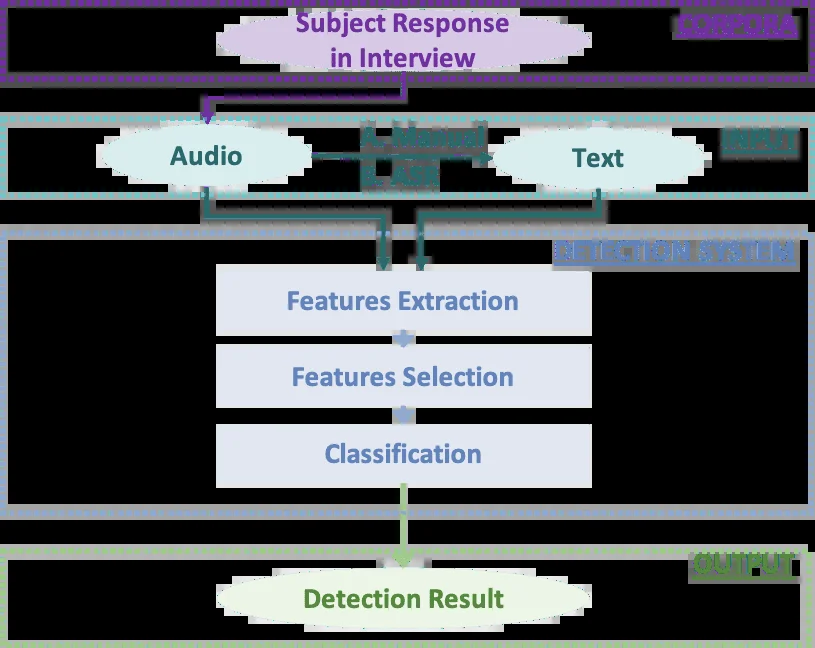 CORPORA
Subject Response
in Interview
INPUT
Audio
A. Manual
B. ASR
Text
DETECTION SYSTEM
Features Extraction
Features Selection
Classification
OUTPUT
Detection Result